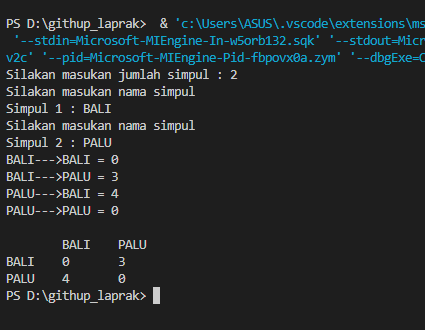 PS D:\githup_laprak>  & 'c:\Users\ASUS\.vscode\extensions\ms
'--stdin=Microsoft-MIEngine-In-w5orb132.sqk' '--stdout=Micr
v2c' '--pid=Microsoft-MIEngine-Pid-fbpovx0a.zym' '--dbgExe=C
Silakan masukan jumlah simpul : 2
Silakan masukan nama simpul
Simpul 1 : BALI
Silakan masukan nama simpul
Simpul 2 : PALU
BALI--->BALI = 0
BALI--->PALU = 3
PALU--->BALI = 4
PALU--->PALU = 0
BALI    PALU
BALI    0       3
PALU    4       0
PS D:\githup_laprak>